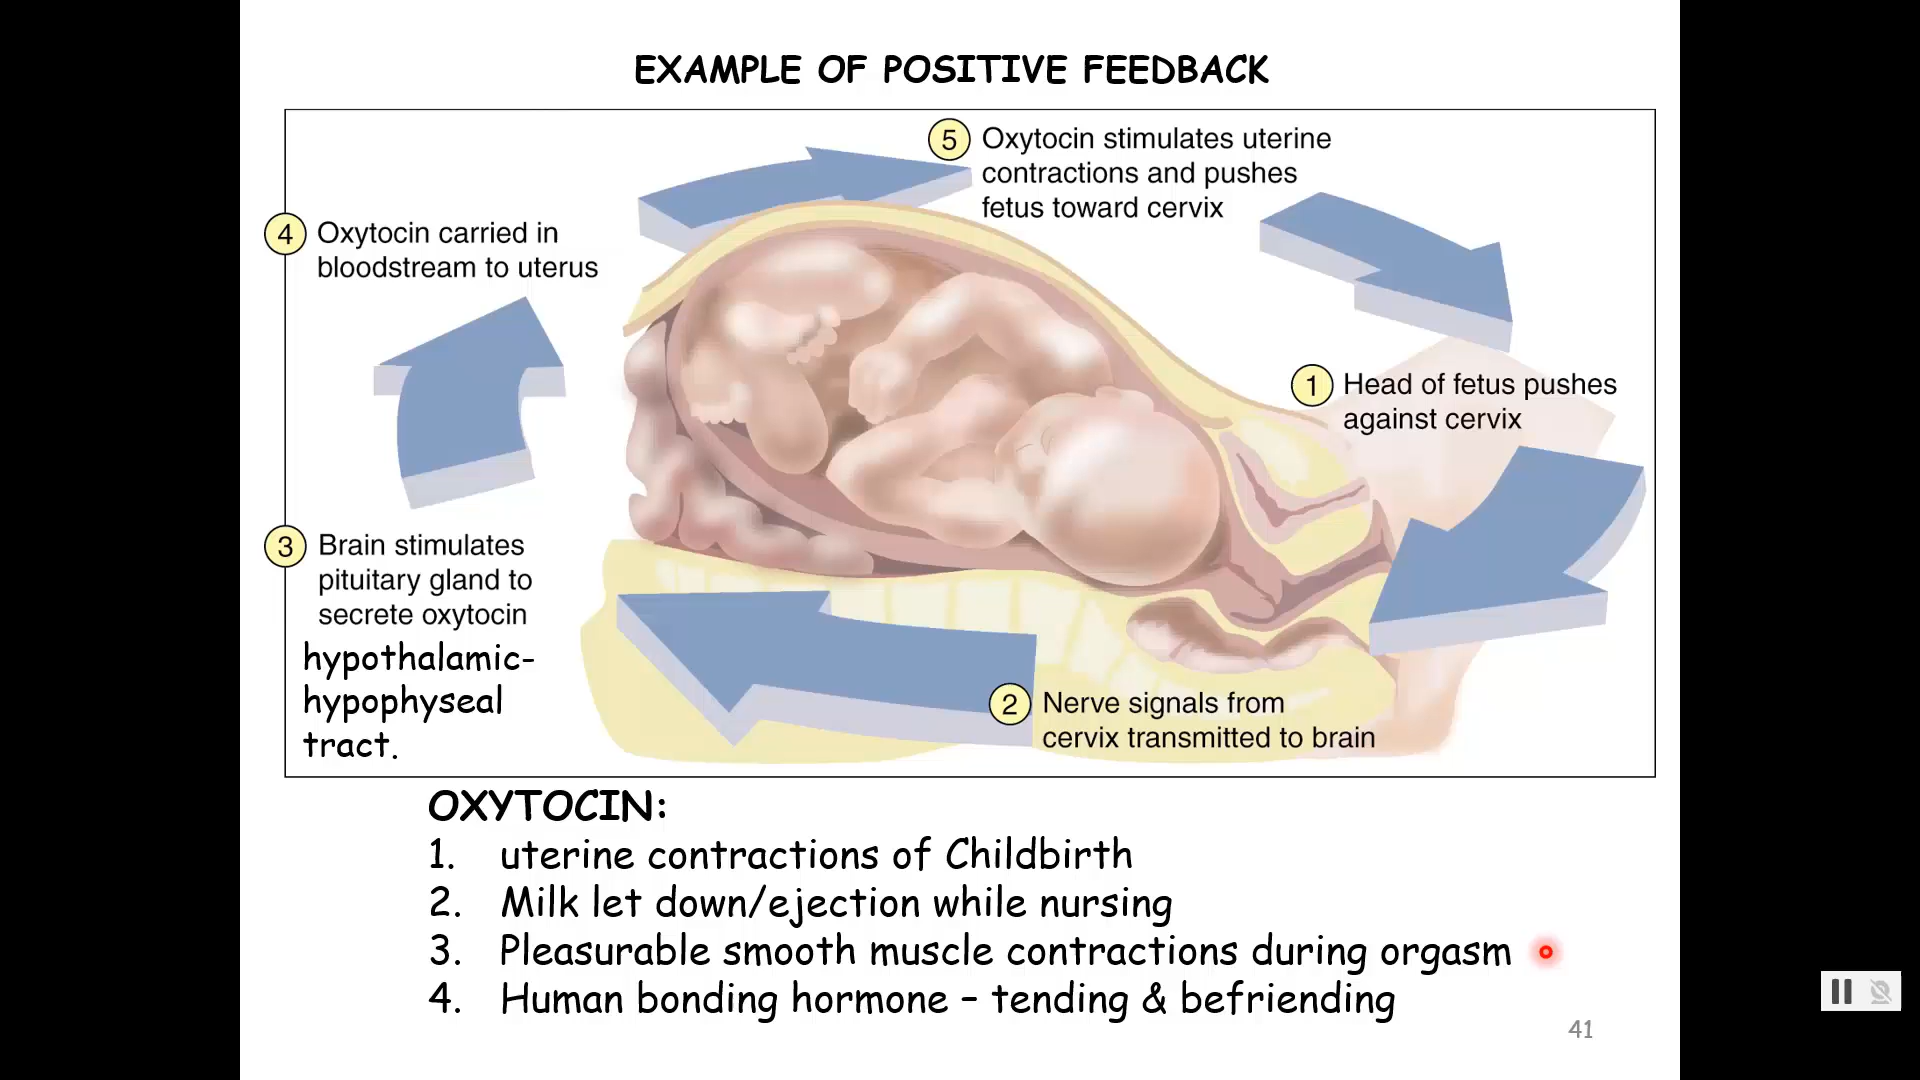 EXAMPLE OF POSITIVE FEEDBACK
5 Oxytocin stimulates uterine
contractions and pushes
fetus toward cervix
4 Oxytocin carried in
bloodstream to uterus
1 Head of fetus pushes
against cervix
3 Brain stimulates
pituitary gland to
secrete oxytocin
hypothalamic-
hypophyseal
tract.
2 Nerve signals from
cervix transmitted to brain
OXYTOCIN:
1. uterine contractions of Childbirth
2. Milk let down/ejection while nursing
3. Pleasurable smooth muscle contractions during orgasm
4. Human bonding hormone – tending & befriending
41